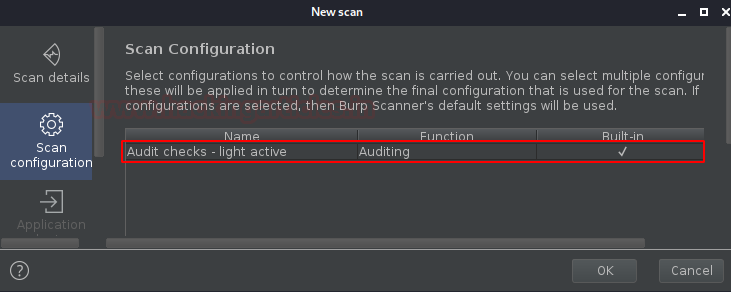 New scan
Scan details
Scan
configuration
Application
Scan Configuration
Select configurations to control how the scan is carried out. You can select multiple configur
these will be applied in turn to determine the final configuration that is used for the scan. If
configurations are selected, then Burp Scanner's default settings will be used.
Name Function Built-in
Audit checks - light active Auditing ✓
? OK Cancel